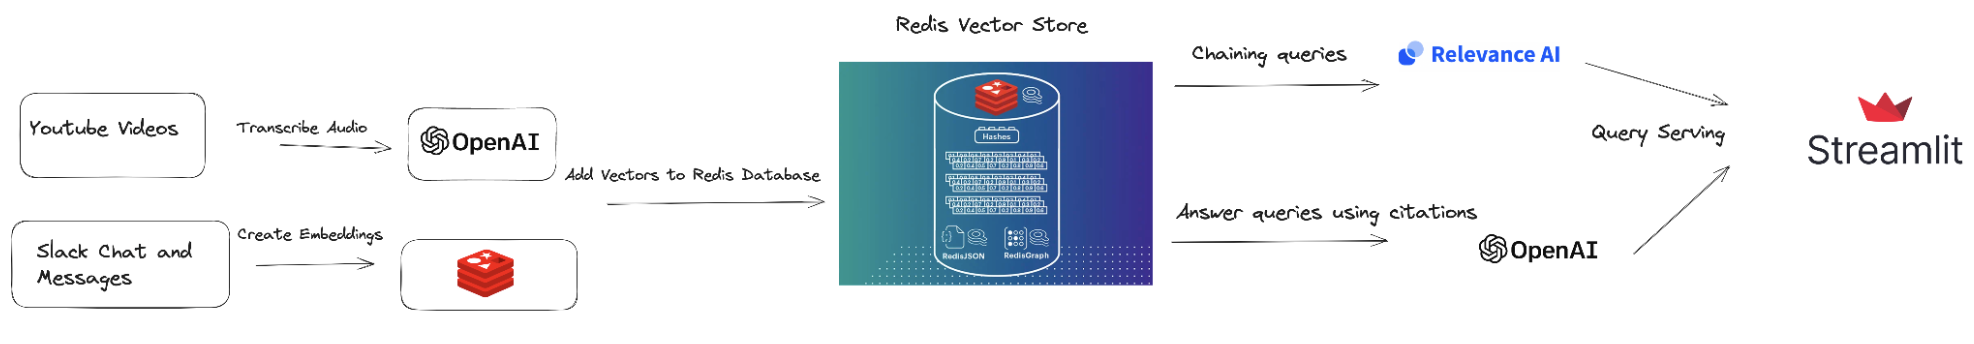 Redis Vector Store
Youtube Videos
Transcribe Audio
OpenAI
Slack Chat and
Messages
Create Embeddings
Add Vectors to Redis Database
Hashes
RedisJSON
RedisGraph
Chaining queries
Relevance AI
Answer queries using citations
OpenAI
Query Serving
Streamlit